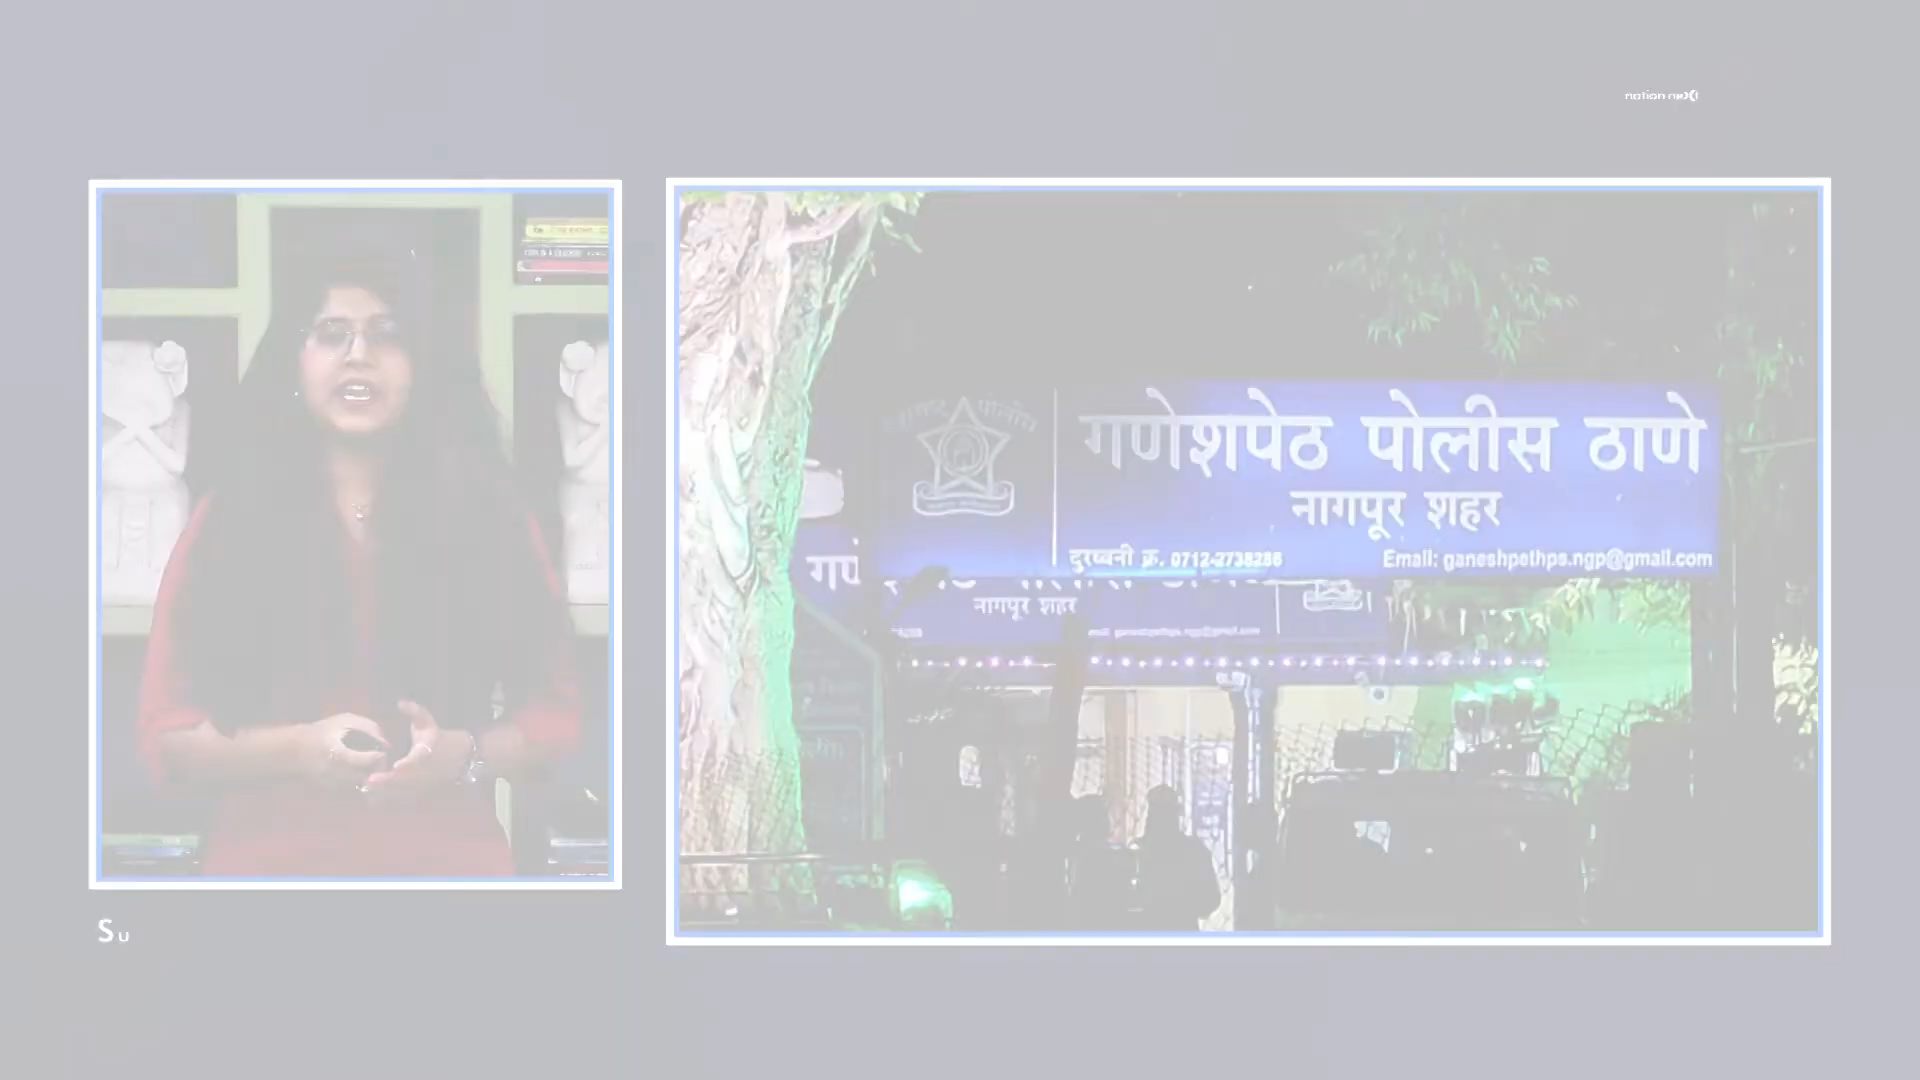 nation next
गणेशपेठ पोलीस ठाणे
नागपूर शहर
दुरध्वनी क्र. 0712-2738286
Email: ganeshpethps.ngp@gmail.com
नागपूर शहर
Su